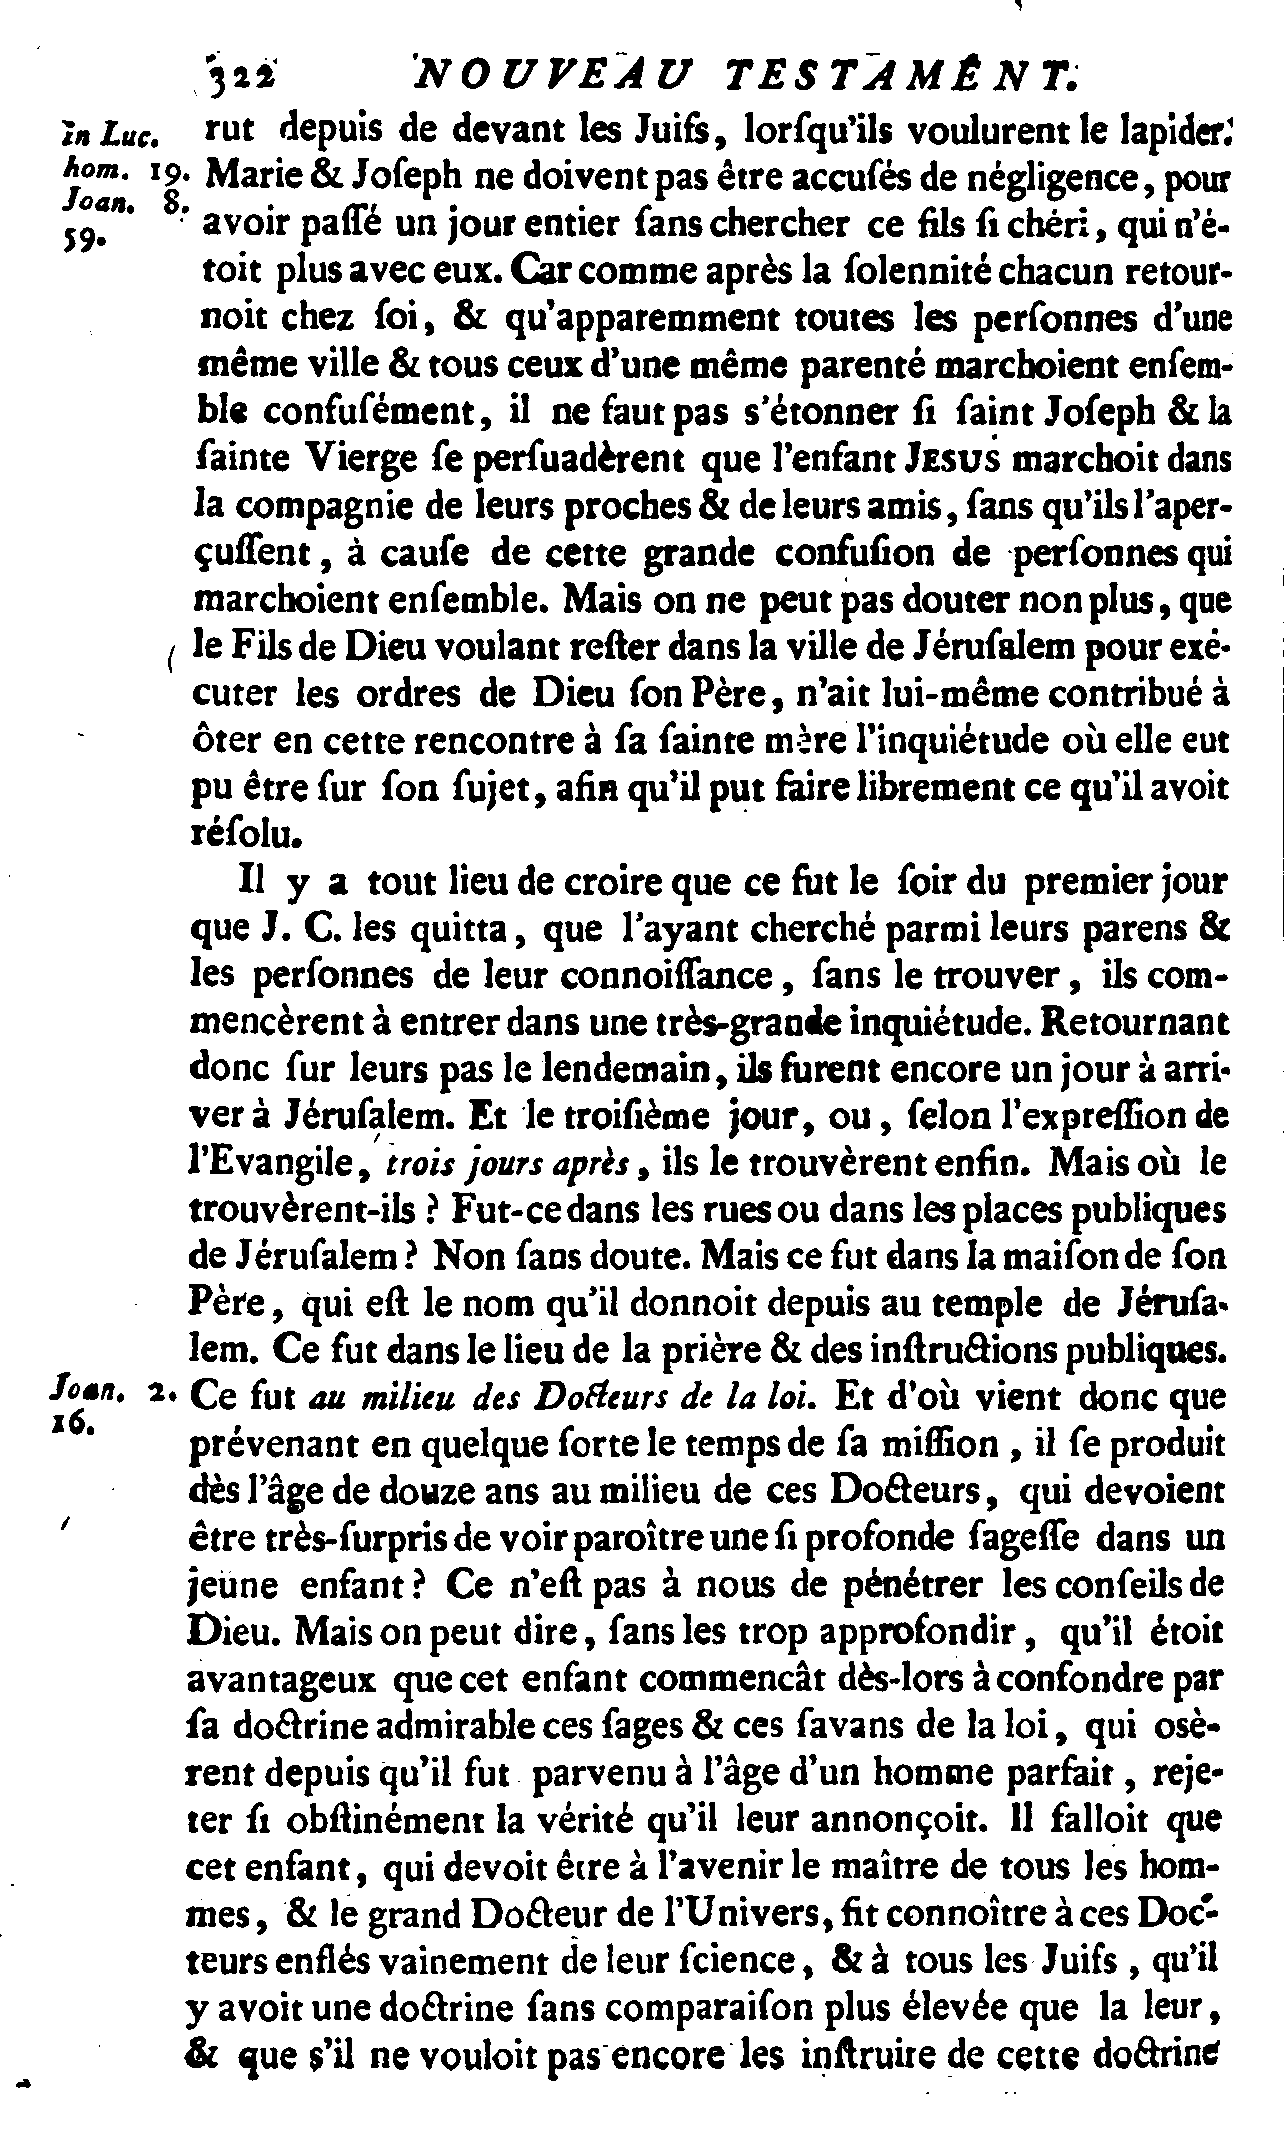 322 NOUVEAU TESTAMENT.
in Luc.
hom. 19.
Joan. 8.
59.
rut depuis de devant les Juifs, lorſqu'ils voulurent le lapider.
Marie & Joſeph ne doivent pas être accuſés de négligence, pour
avoir paſſé un jour entier ſans chercher ce fils ſi chéri, qui n'é-
toit plus avec eux. Car comme après la ſolennité chacun retour-
noit chez ſoi, & qu'apparemment toutes les perſonnes d'une
même ville & tous ceux d'une même parenté marchoient enſem-
ble confuſément, il ne faut pas s'étonner ſi ſaint Joſeph & la
ſainte Vierge ſe perſuadèrent que l'enfant JESUS marchoit dans
la compagnie de leurs proches & de leurs amis, ſans qu'ils l'aper-
çuſſent, à cauſe de cette grande confuſion de perſonnes qui
marchoient enſemble. Mais on ne peut pas douter non plus, que
le Fils de Dieu voulant reſter dans la ville de Jéruſalem pour exé-
cuter les ordres de Dieu ſon Père, n'ait lui-même contribué à
ôter en cette rencontre à ſa ſainte mère l'inquiétude où elle eut
pu être ſur ſon ſujet, afin qu'il put faire librement ce qu'il avoit
réſolu.
Il y a tout lieu de croire que ce fut le ſoir du premier jour
que J. C. les quitta, que l'ayant cherché parmi leurs parens &
les perſonnes de leur connoiſſance, ſans le trouver, ils com-
mencèrent à entrer dans une très-grande inquiétude. Retournant
donc ſur leurs pas le lendemain, ils furent encore un jour à arri-
ver à Jéruſalem. Et le troiſième jour, ou, ſelon l'expreſſion de
l'Evangile, trois jours après, ils le trouvèrent enfin. Mais où le
trouvèrent-ils ? Fut-ce dans les rues ou dans les places publiques
de Jéruſalem ? Non ſans doute. Mais ce fut dans la maiſon de ſon
Père, qui eſt le nom qu'il donnoit depuis au temple de Jéruſa-
lem. Ce fut dans le lieu de la prière & des inſtructions publiques.
Joan. 2.
16.
Ce fut au milieu des Docteurs de la loi. Et d'où vient donc que
prévenant en quelque ſorte le temps de ſa miſſion, il ſe produit
dès l'âge de douze ans au milieu de ces Docteurs, qui devoient
être très-ſurpris de voir paroître une ſi profonde ſageſſe dans un
jeune enfant ? Ce n'eſt pas à nous de pénétrer les conſeils de
Dieu. Mais on peut dire, ſans les trop approfondir, qu'il étoit
avantageux que cet enfant commencât dès-lors à confondre par
ſa doctrine admirable ces ſages & ces ſavans de la loi, qui osè-
rent depuis qu'il fut parvenu à l'âge d'un homme parfait, reje-
ter ſi obſtinément la vérité qu'il leur annonçoit. Il falloit que
cet enfant, qui devoit être à l'avenir le maître de tous les hom-
mes, & le grand Docteur de l'Univers, fit connoître à ces Doc-
teurs enflés vainement de leur ſcience, & à tous les Juifs, qu'il
y avoit une doctrine ſans comparaiſon plus élevée que la leur,
& que s'il ne vouloit pas encore les inſtruire de cette doctrine